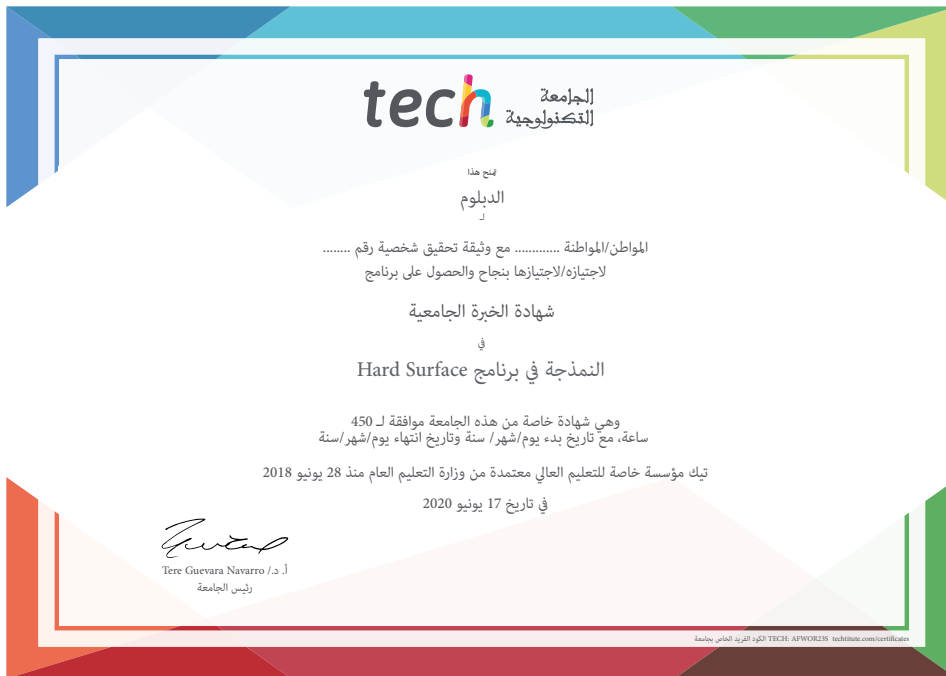 tech الجامعة
التكنولوجية
يمنح هذا
الدبلوم
لـ
المواطن/المواطنة ............. مع وثيقة تحقيق شخصية رقم ........
لاجتيازه/لاجتيازها بنجاح والحصول على برنامج
شهادة الخبرة الجامعية
في
النمذجة في برنامج Hard Surface
وهي شهادة خاصة من هذه الجامعة موافقة لـ 450
ساعة، مع تاريخ بدء يوم/شهر/ سنة وتاريخ انتهاء يوم/شهر/سنة
تيك مؤسسة خاصة للتعليم العالي معتمدة من وزارة التعليم العام منذ 28 يونيو 2018
في تاريخ 17 يونيو 2020
أ. د./ Tere Guevara Navarro
رئيس الجامعة
الكود الفريد الخاص بجامعة TECH: AFWOR23S techtitute.com/certificates